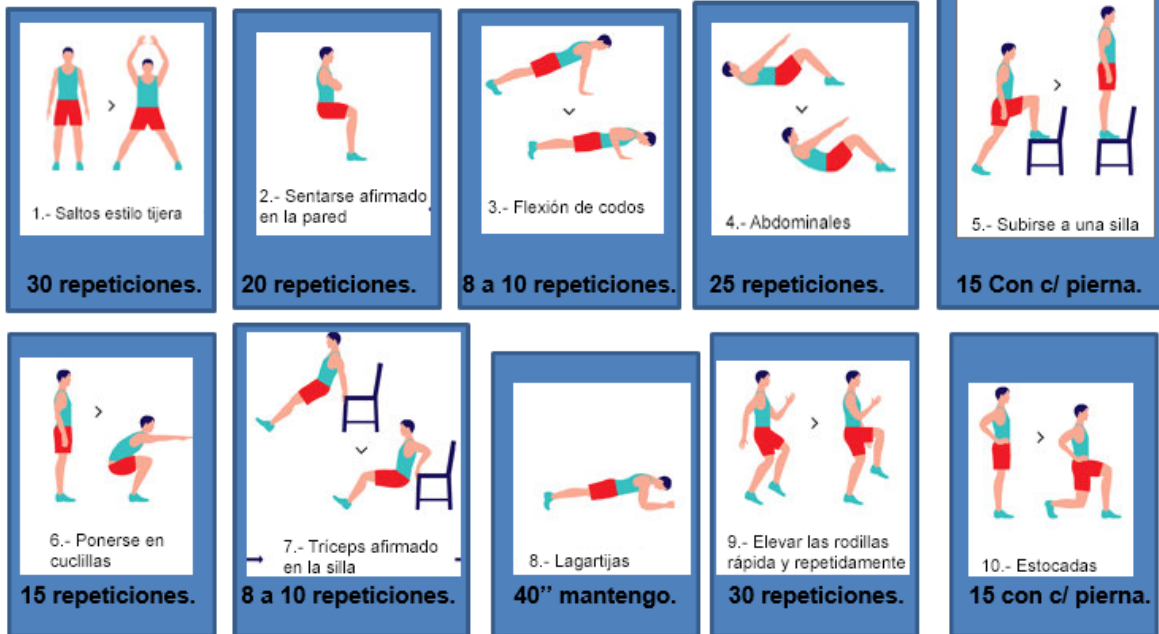 1.- Saltos estilo tijera
30 repeticiones.
2.- Sentarse afirmado
en la pared
20 repeticiones.
3.- Flexión de codos
8 a 10 repeticiones.
4.- Abdominales
25 repeticiones.
5.- Subirse a una silla
15 Con c/ pierna.
6.- Ponerse en
cuclillas
15 repeticiones.
7.- Tríceps afirmado
en la silla
8 a 10 repeticiones.
8.- Lagartijas
40’’ mantengo.
9.- Elevar las rodillas
rápida y repetidamente
30 repeticiones.
10.- Estocadas
15 con c/ pierna.